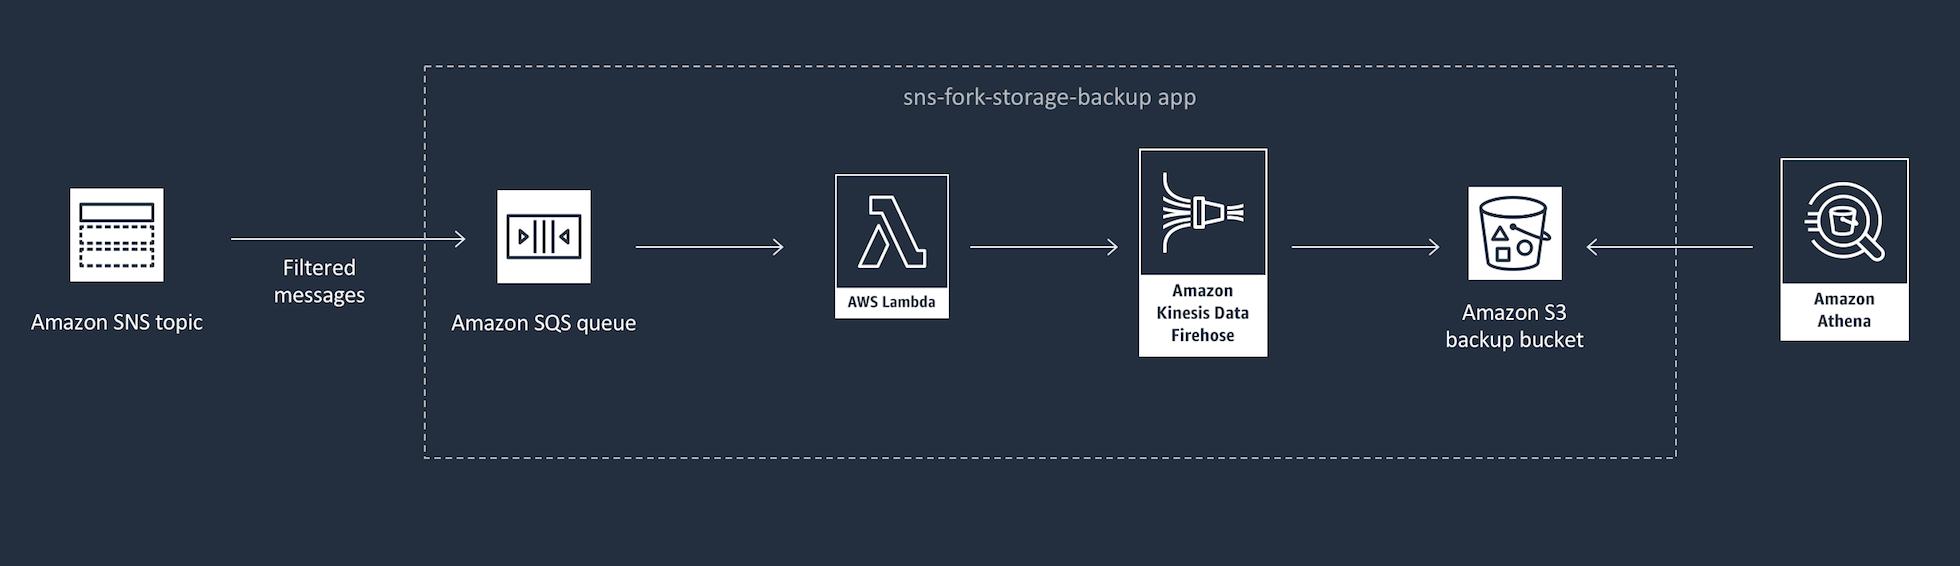 sns-fork-storage-backup app
Amazon SNS topic
Filtered
messages
Amazon SQS queue
AWS Lambda
Amazon
Kinesis Data
Firehose
Amazon S3
backup bucket
Amazon
Athena